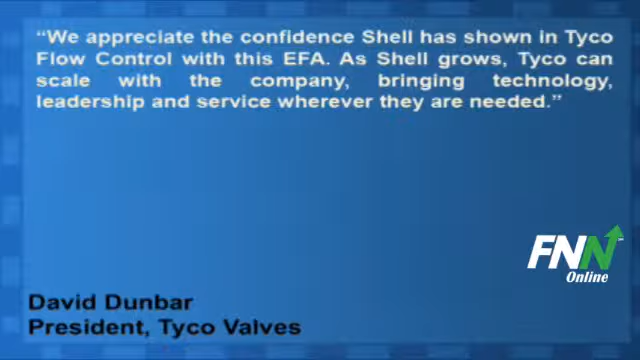 “We appreciate the confidence Shell has shown in Tyco
Flow Control with this EFA. As Shell grows, Tyco can
scale with the company, bringing technology,
leadership and service wherever they are needed.”
FNN
Online
David Dunbar
President, Tyco Valves